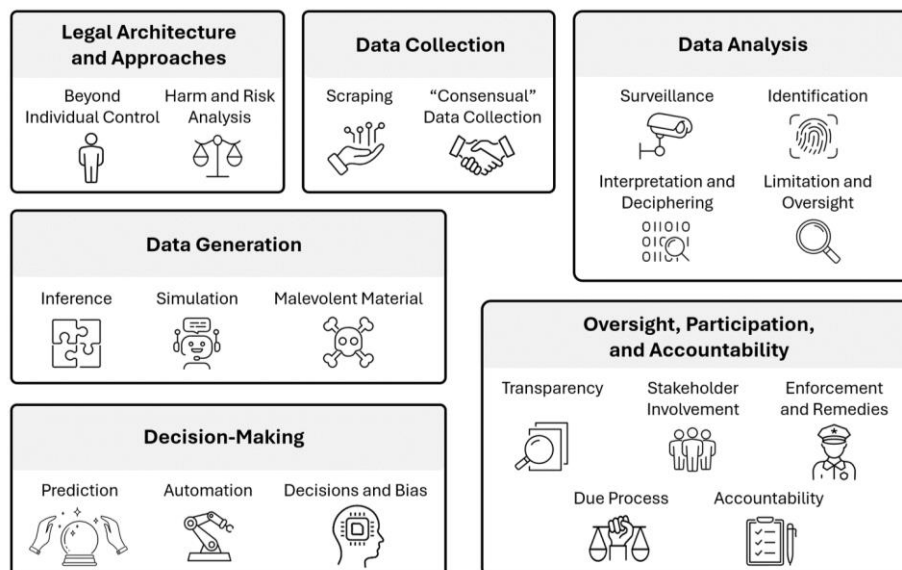 Legal Architecture
and Approaches
Beyond
Individual Control
Harm and Risk
Analysis
Data Collection
Scraping
“Consensual”
Data Collection
Data Analysis
Surveillance
Identification
Interpretation and
Deciphering
Limitation and
Oversight
Data Generation
Inference
Simulation
Malevolent Material
Oversight, Participation,
and Accountability
Transparency
Stakeholder
Involvement
Enforcement
and Remedies
Due Process
Accountability
Decision-Making
Prediction
Automation
Decisions and Bias